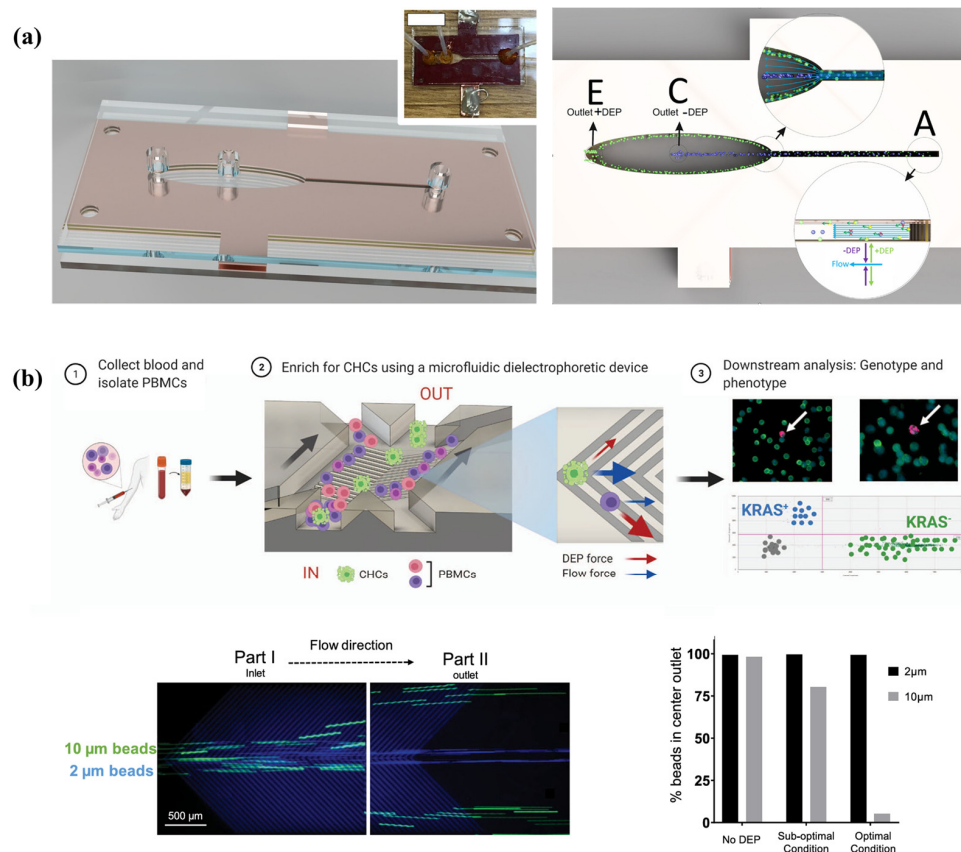 (a)
E
Outlet +DEP
C
Outlet -DEP
A
-DEP
+DEP
Flow
(b)
1
Collect blood and
isolate PBMCs
2
Enrich for CHCs using a microfluidic dielectrophoretic device
3
Downstream analysis: Genotype and
phenotype
OUT
IN
CHCs
PBMCs
DEP force
Flow force
KRAS+
KRAS-
Flow direction
Part I
Inlet
Part II
outlet
10 µm beads
2 µm beads
500 µm
% beads in center outlet
100
75
50
25
0
No DEP
Sub-optimal
Condition
Optimal
Condition
2µm
10µm